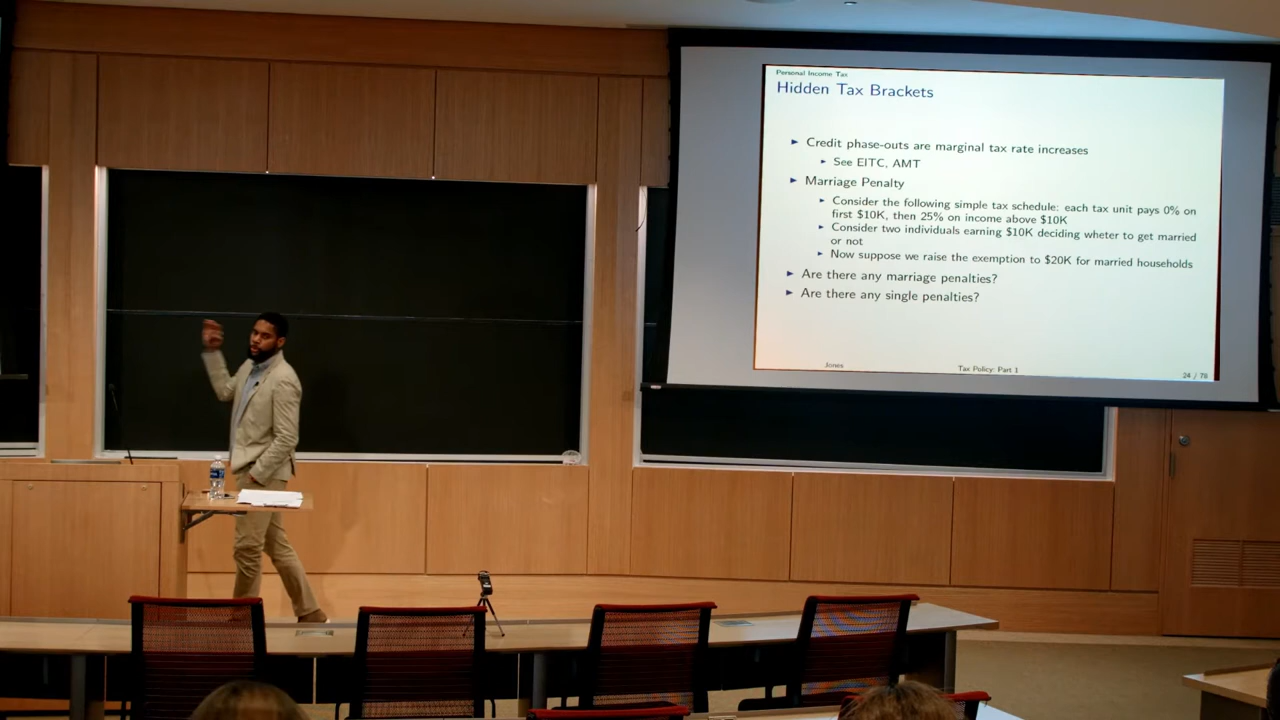 Personal Income Tax
Hidden Tax Brackets
Credit phase-outs are marginal tax rate increases
See EITC, AMT
Marriage Penalty
Consider the following simple tax schedule: each tax unit pays 0% on
first $10K, then 25% on income above $10K
Consider two individuals earning $10K deciding wheter to get married
or not
Now suppose we raise the exemption to $20K for married households
Are there any marriage penalties?
Are there any single penalties?
Jones
Tax Policy: Part 1
24 / 78